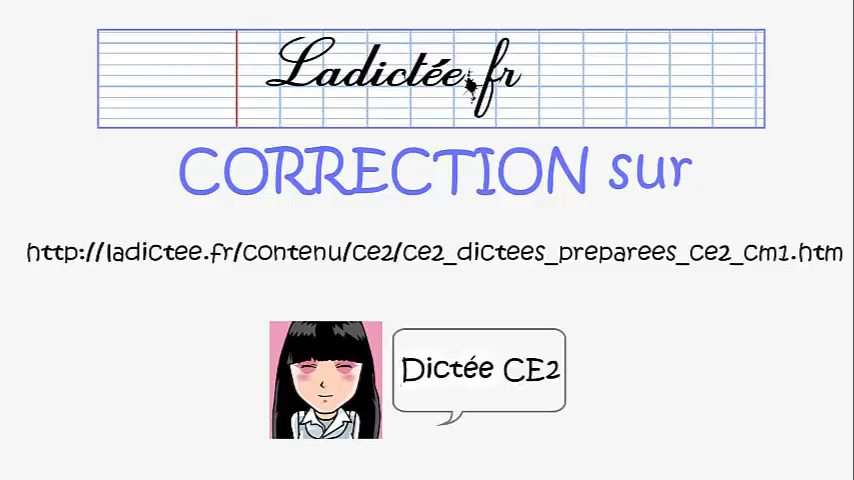 Ladictée.fr
CORRECTION sur
http://ladictee.fr/contenu/ce2/ce2_dictees_preparees_ce2_cm1.htm
Dictée CE2